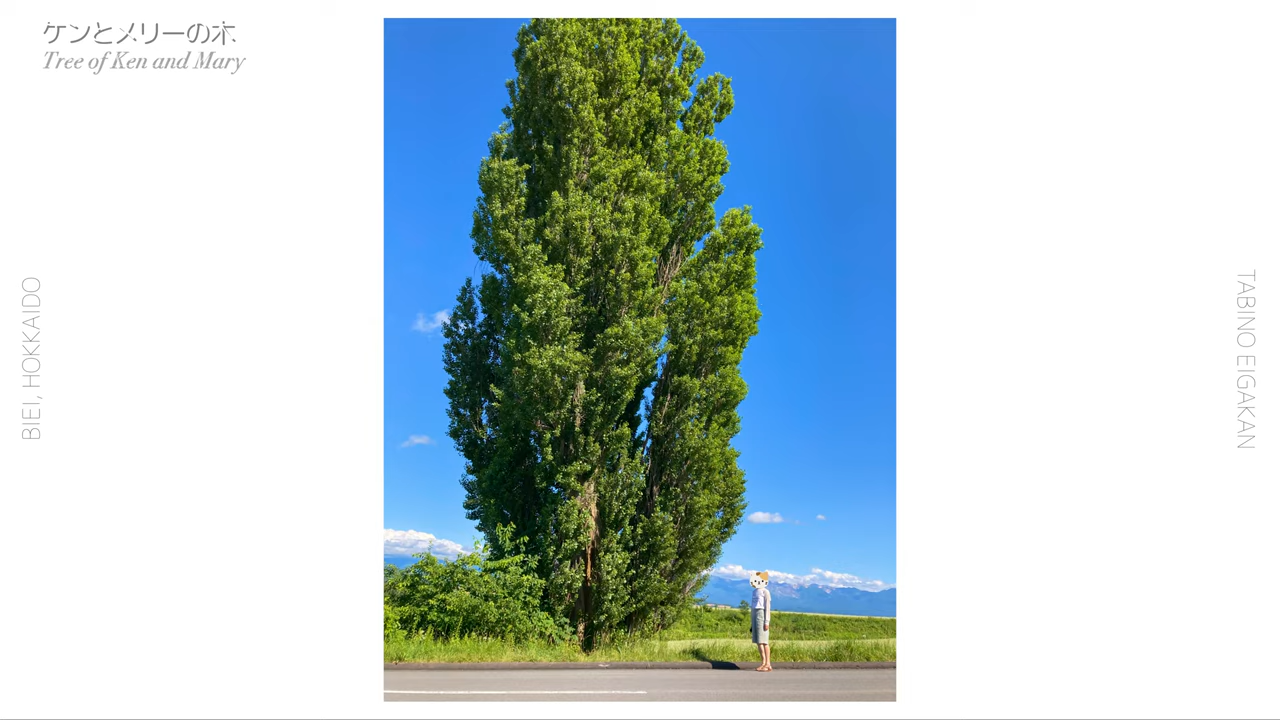 ケンとメリーの木
Tree of Ken and Mary
BIEI, HOKKAIDO
TABINO EIGAKAN